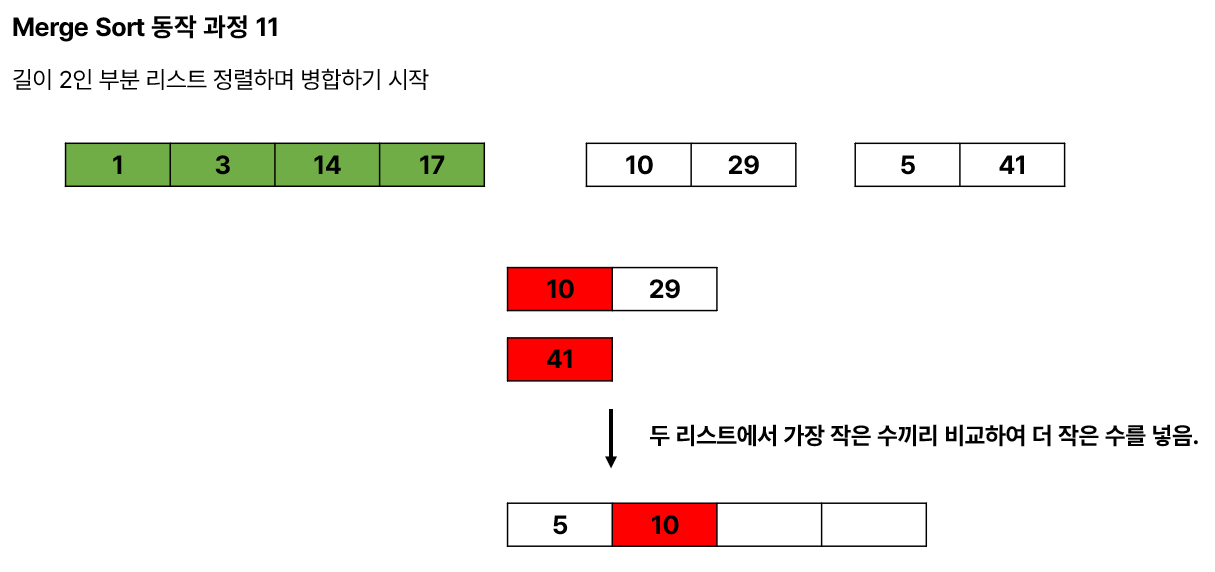 Merge Sort 동작 과정 11
길이 2인 부분 리스트 정렬하며 병합하기 시작
1 3 14 17 10 29 5 41
10 29
41
두 리스트에서 가장 작은 수끼리 비교하여 더 작은 수를 넣음.
5 10